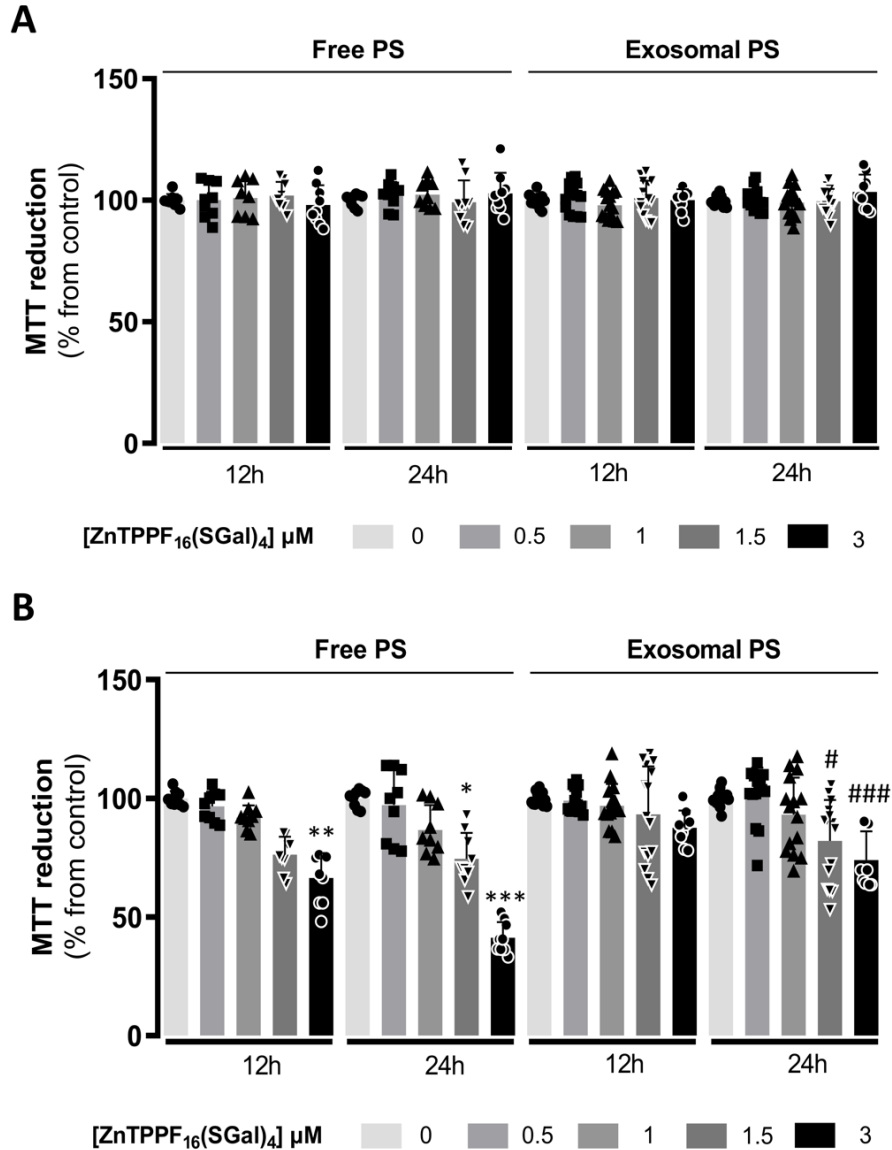 A
Free PS
Exosomal PS
MTT reduction
(% from control)
150
100
50
0
12h
24h
12h
24h
[ZnTPPF₁₆(SGal)₄] µM
0
0.5
1
1.5
3
B
Free PS
Exosomal PS
MTT reduction
(% from control)
150
100
50
0
**
*
***
#
###
12h
24h
12h
24h
[ZnTPPF₁₆(SGal)₄] µM
0
0.5
1
1.5
3